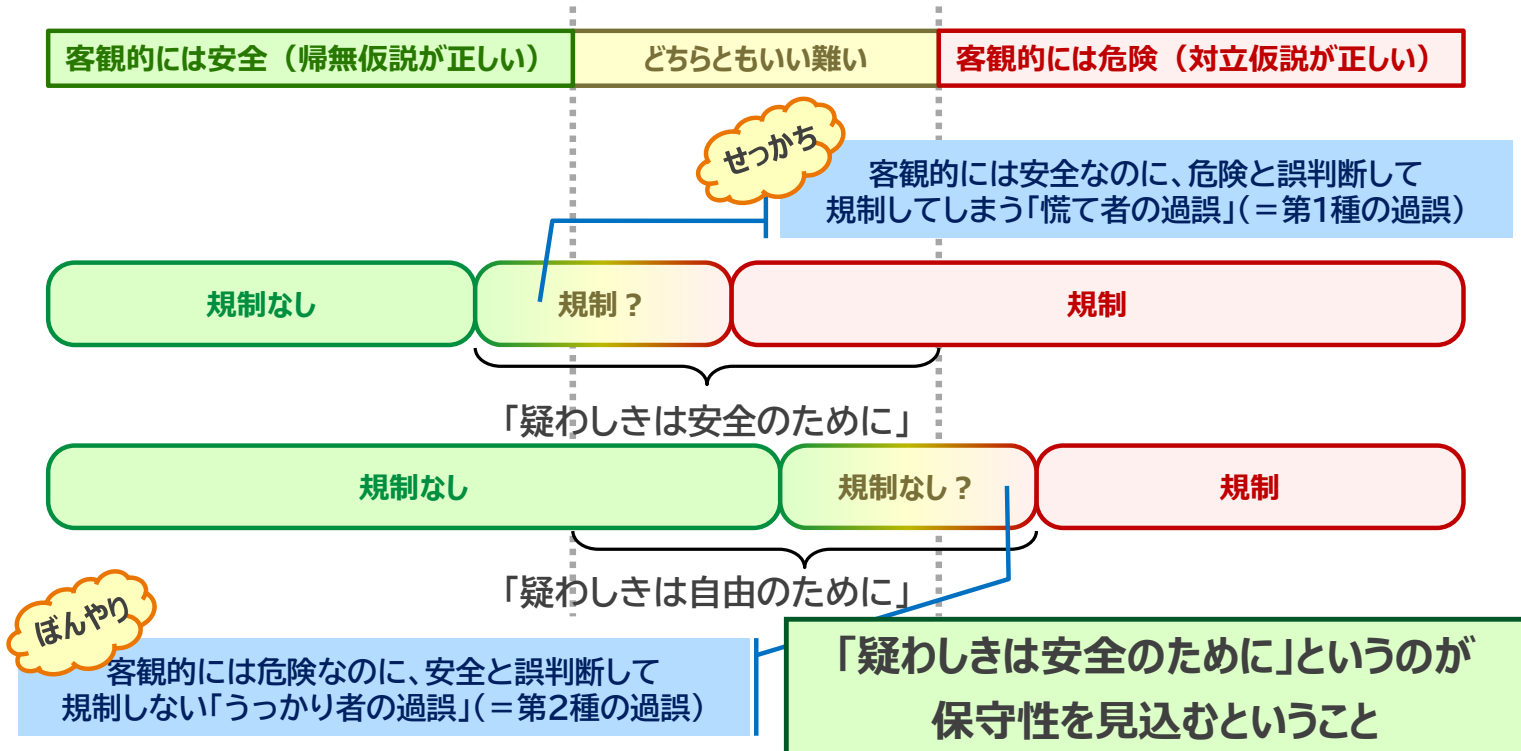 客観的には安全（帰無仮説が正しい）
どちらともいい難い
客観的には危険（対立仮説が正しい）
せっかち
客観的には安全なのに、危険と誤判断して
規制してしまう「慌て者の過誤」（＝第1種の過誤）
規制なし
規制？
規制
「疑わしきは安全のために」
規制なし
規制なし？
規制
「疑わしきは自由のために」
ぼんやり
客観的には危険なのに、安全と誤判断して
規制しない「うっかり者の過誤」（＝第2種の過誤）
「疑わしきは安全のために」というのが
保守性を見込むということ